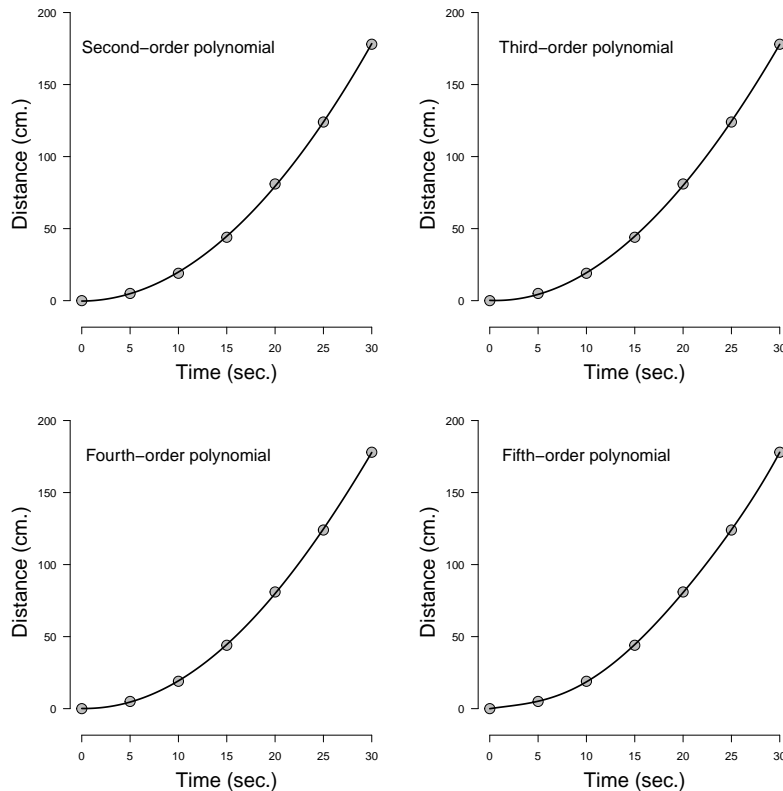 Second−order polynomial
200
150
100
50
0
Distance (cm.)
0 5 10 15 20 25 30
Time (sec.)
Third−order polynomial
200
150
100
50
0
Distance (cm.)
0 5 10 15 20 25 30
Time (sec.)
Fourth−order polynomial
200
150
100
50
0
Distance (cm.)
0 5 10 15 20 25 30
Time (sec.)
Fifth−order polynomial
200
150
100
50
0
Distance (cm.)
0 5 10 15 20 25 30
Time (sec.)